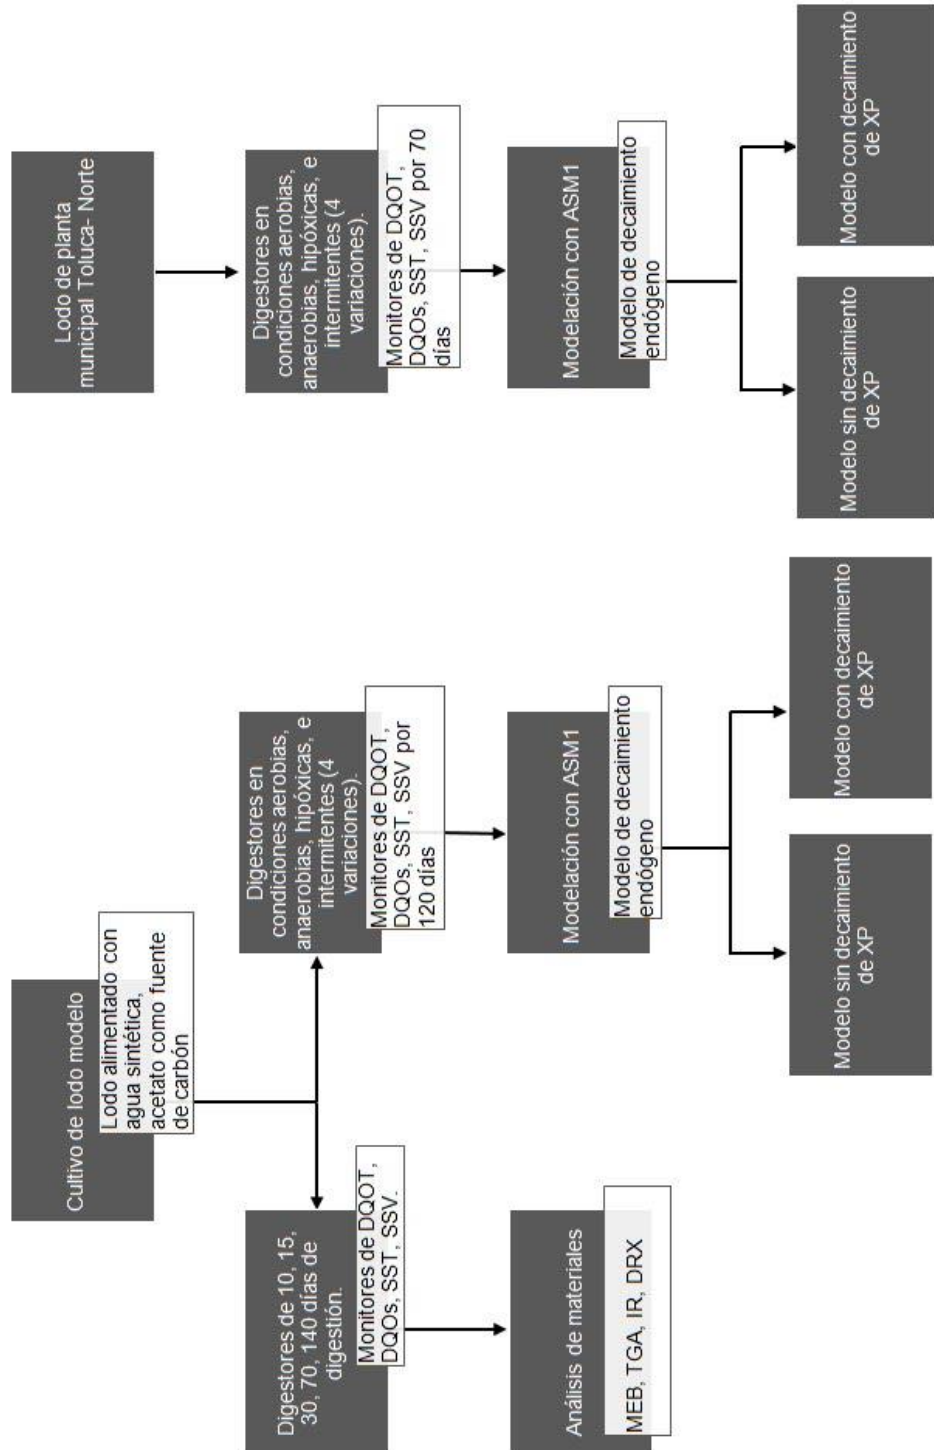 Cultivo de lodo modelo
Lodo alimentado con
agua sintética,
acetato como fuente
de carbón
Digestores de 10, 15,
30, 70, 140 días de
digestión.
Monitores de DQOT,
DQOs, SST, SSV.
Análisis de materiales
MEB, TGA, IR, DRX
Digestores en
condiciones aerobias,
anaerobias, hipóxicas, e
intermitentes (4
variaciones).
Monitores de DQOT,
DQOs, SST, SSV por
120 días
Modelación con ASM1
Modelo de decaimiento
endógeno
Modelo sin decaimiento
de XP
Modelo con decaimiento
de XP
Lodo de planta
municipal Toluca- Norte
Digestores en
condiciones aerobias,
anaerobias, hipóxicas, e
intermitentes (4
variaciones).
Monitores de DQOT,
DQOs, SST, SSV por 70
días
Modelación con ASM1
Modelo de decaimiento
endógeno
Modelo sin decaimiento
de XP
Modelo con decaimiento
de XP